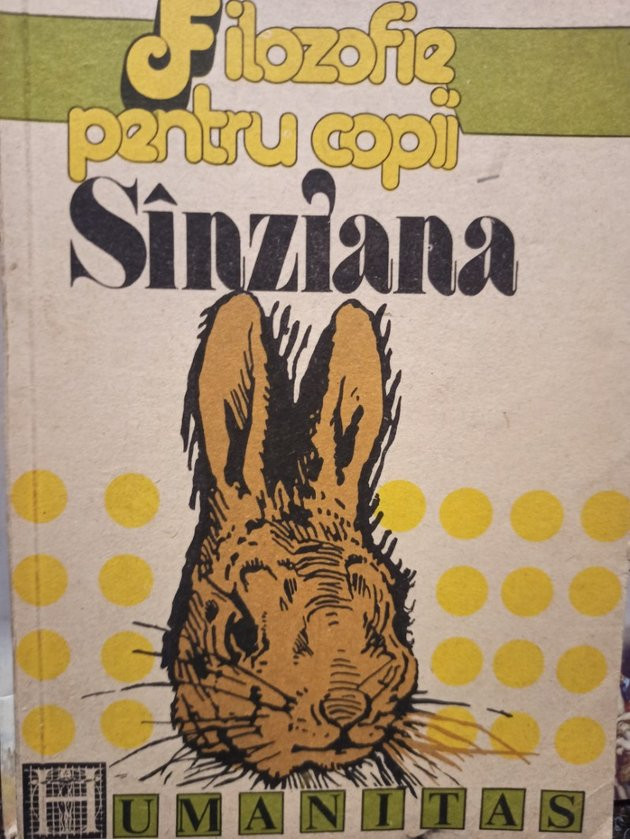 Filozofie
pentru copii
Sînziana
HUMANITAS